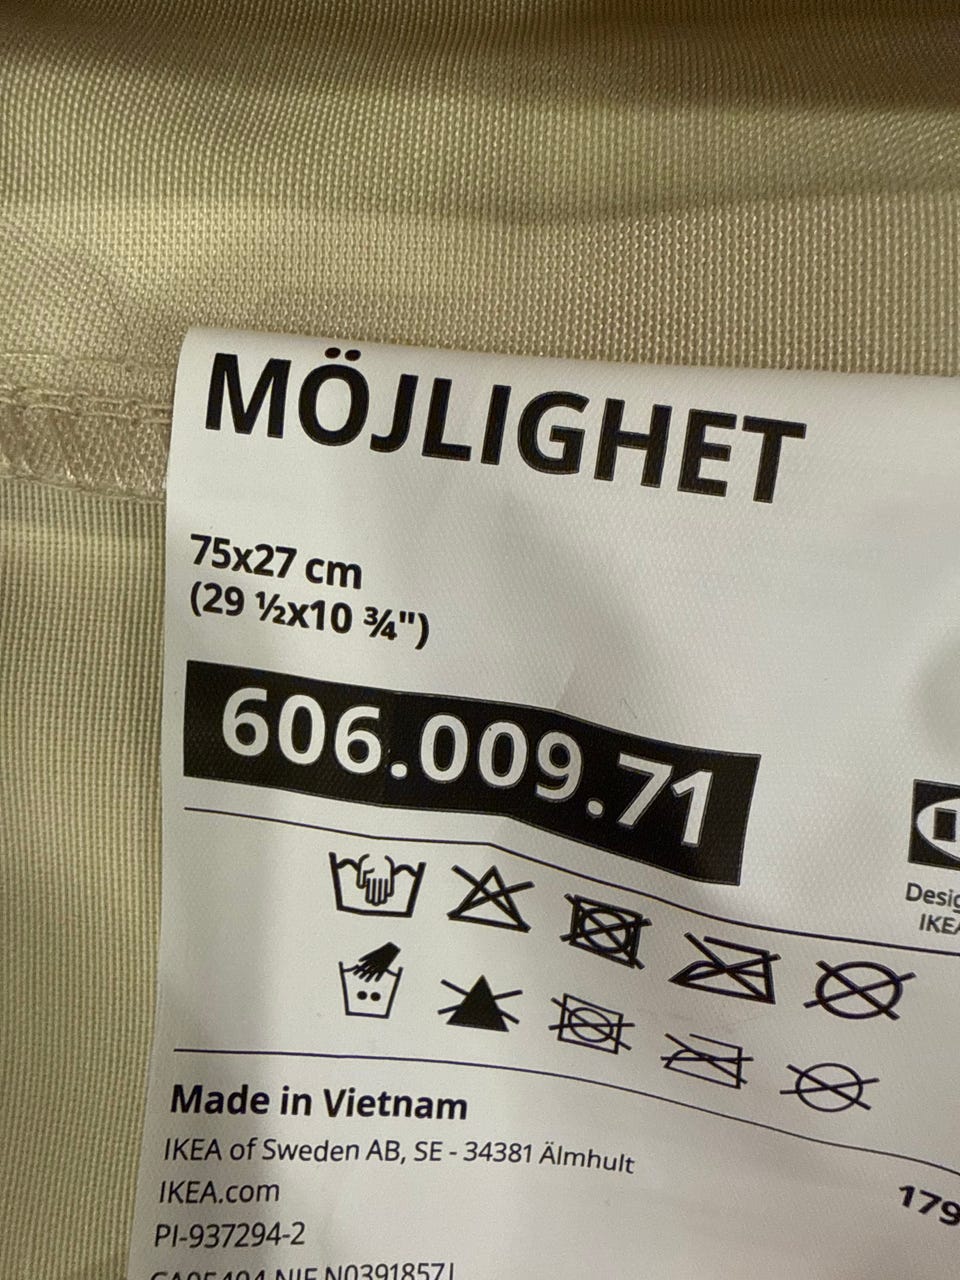 MÖJLIGHET
75x27 cm
(29 ½x10 ¾")
606.009.71
Made in Vietnam
IKEA of Sweden AB, SE - 34381 Älmhult
IKEA.com
PI-937294-2